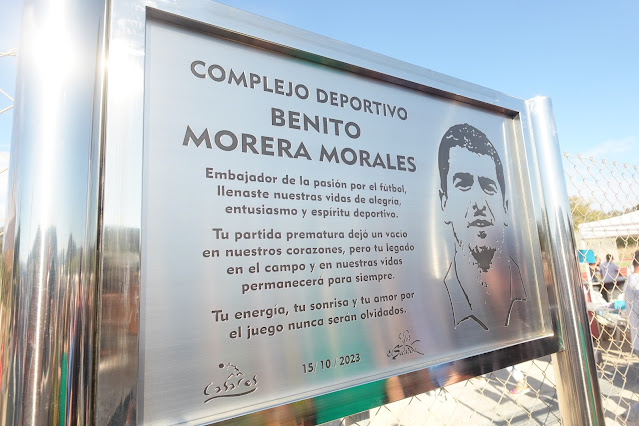 COMPLEJO DEPORTIVO
BENITO
MORERA MORALES
Embajador de la pasión por el fútbol,
llenaste nuestras vidas de alegría,
entusiasmo y espíritu deportivo.
Tu partida prematura dejó un vacío
en nuestros corazones, pero tu legado
en el campo y en nuestras vidas
permanecerá para siempre.
Tu energía, tu sonrisa y tu amor por
el juego nunca serán olvidados.
15/10/2023